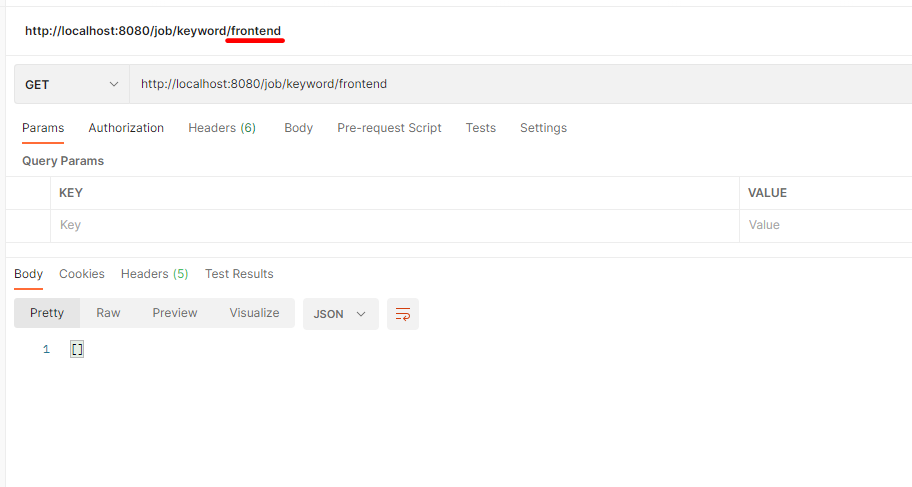 http://localhost:8080/job/keyword/frontend
GET http://localhost:8080/job/keyword/frontend
Params Authorization Headers (6) Body Pre-request Script Tests Settings
Query Params
KEY VALUE
Key Value
Body Cookies Headers (5) Test Results
Pretty Raw Preview Visualize JSON
1 []